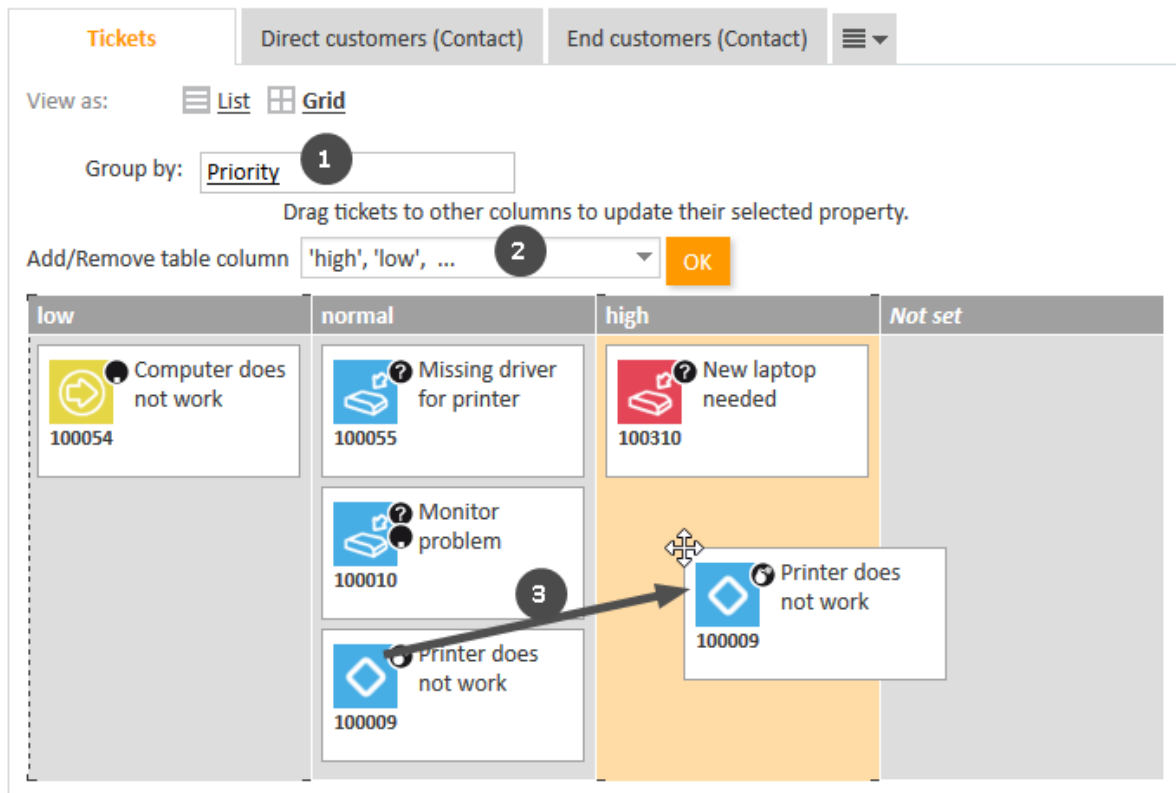 Tickets
Direct customers (Contact)
End customers (Contact)
View as:
List
Grid
1
Group by:
Priority
Drag tickets to other columns to update their selected property.
2
Add/Remove table column
'high', 'low', ...
OK
low
normal
high
Not set
Computer does
not work
100054
?
Missing driver
for printer
100055
?
New laptop
needed
100310
?
Monitor
problem
100010
3
Printer does
not work
100009
Printer does
not work
100009